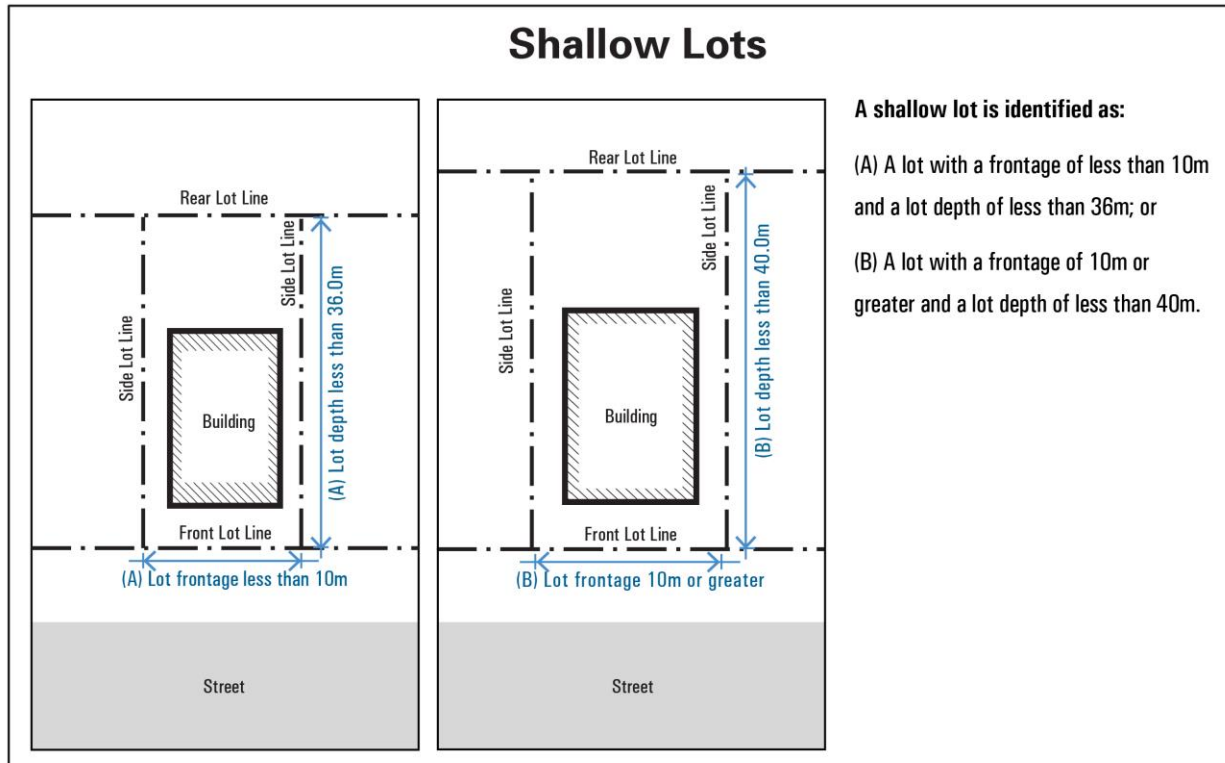 Shallow Lots
Rear Lot Line
Side Lot Line
Side Lot Line
(A) Lot depth less than 36.0m
Building
Front Lot Line
(A) Lot frontage less than 10m
Street
Rear Lot Line
Side Lot Line
Side Lot Line
(B) Lot depth less than 40.0m
Building
Front Lot Line
(B) Lot frontage 10m or greater
Street
A shallow lot is identified as:
(A) A lot with a frontage of less than 10m
and a lot depth of less than 36m; or
(B) A lot with a frontage of 10m or
greater and a lot depth of less than 40m.